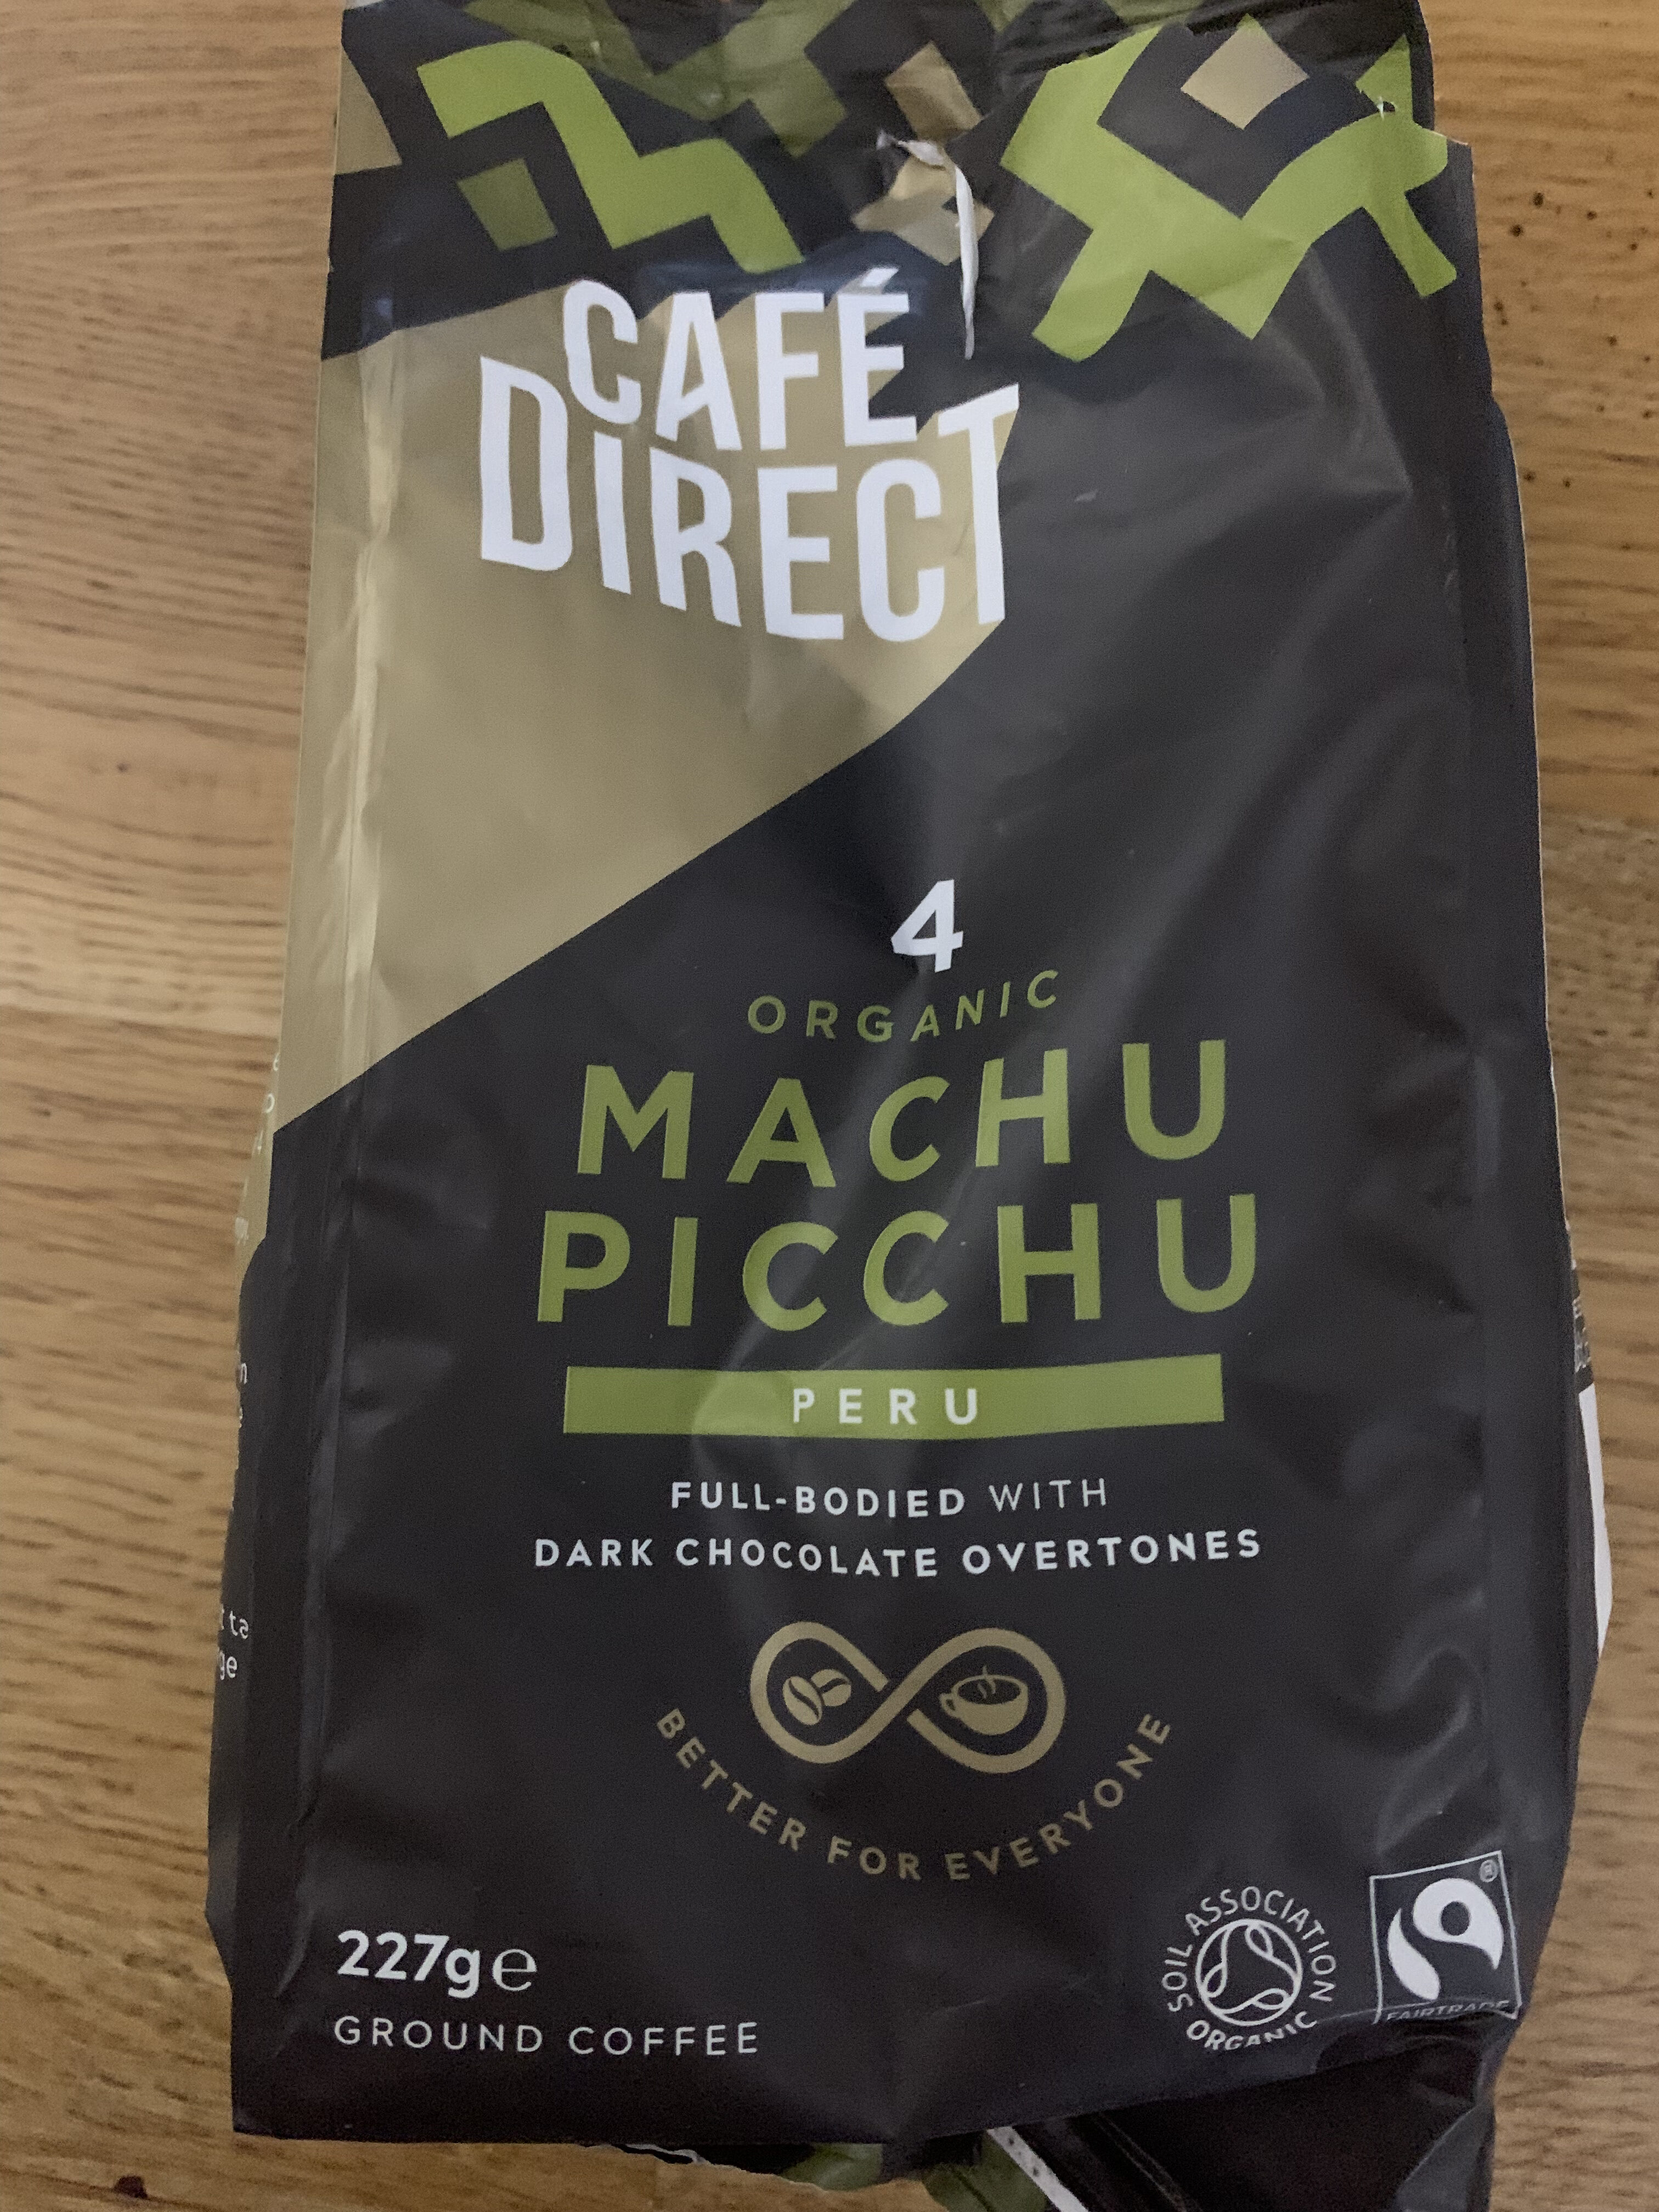 CAFÉ
DIRECT
4
ORGANIC
MACHU
PICCHU
PERU
FULL-BODIED WITH
DARK CHOCOLATE OVERTONES
BETTER FOR EVERYONE
227g℮
GROUND COFFEE
SOIL ASSOCIATION
ORGANIC
®
FAIRTRADE